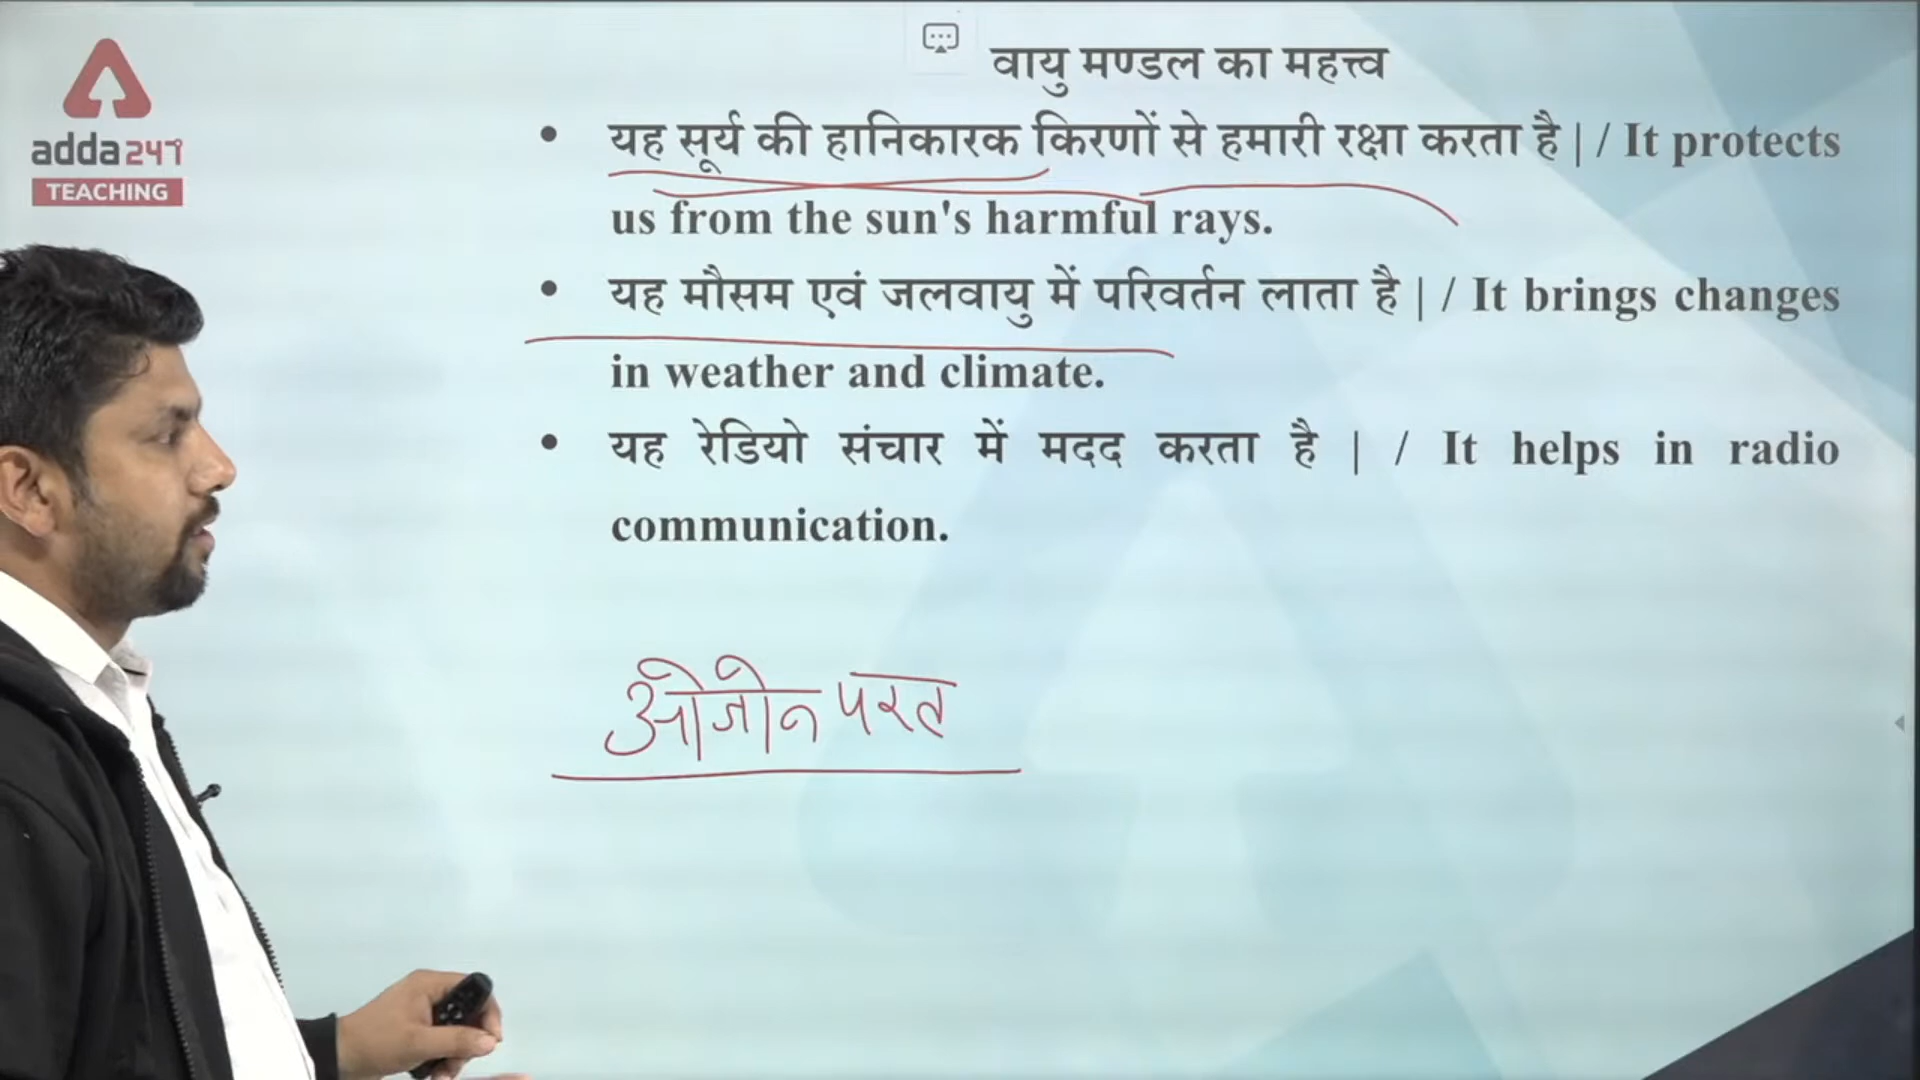 adda247
TEACHING
वायु मण्डल का महत्त्व
• यह सूर्य की हानिकारक किरणों से हमारी रक्षा करता है | / It protects
us from the sun's harmful rays.
• यह मौसम एवं जलवायु में परिवर्तन लाता है | / It brings changes
in weather and climate.
• यह रेडियो संचार में मदद करता है | / It helps in radio
communication.
ओजोन परत